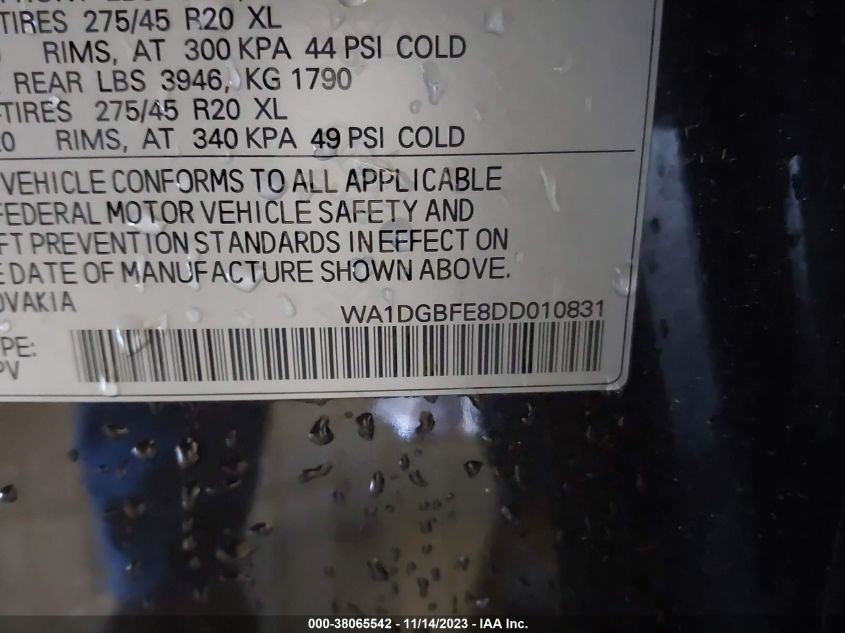 TIRES 275/45 R20 XL
RIMS, AT 300 KPA 44 PSI COLD
REAR LBS 3946, KG 1790
-TIRES 275/45 R20 XL
RIMS, AT 340 KPA 49 PSI COLD
VEHICLE CONFORMS TO ALL APPLICABLE
FEDERAL MOTOR VEHICLE SAFETY AND
FT PREVENTION STANDARDS IN EFFECT ON
E DATE OF MANUFACTURE SHOWN ABOVE.
OVAKIA
WA1DGBFE8DD010831
PE:
PV
000-38065542 - 11/14/2023 - IAA Inc.